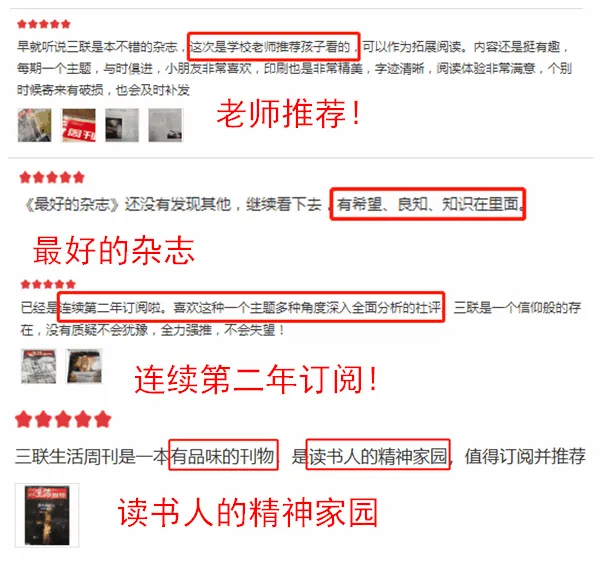 早就听说三联是本不错的杂志，这次是学校老师推荐孩子看的，可以作为拓展阅读。内容还是挺有趣，
每期一个主题，与时俱进，小朋友非常喜欢，印刷也是非常精美，字迹清晰，阅读体验非常满意，个别
时候寄来有破损，也会及时补发
周刊
老师推荐！
《最好的杂志》还没有发现其他，继续看下去，有希望、良知、知识在里面。
最好的杂志
已经是连续第二年订阅啦。喜欢这种一个主题多种角度深入全面分析的社评，三联是一个信仰般的存
在，没有质疑不会犹豫，全力强推，不会失望！
连续第二年订阅！
三联生活周刊是一本有品味的刊物，是读书人的精神家园，值得订阅并推荐
读书人的精神家园